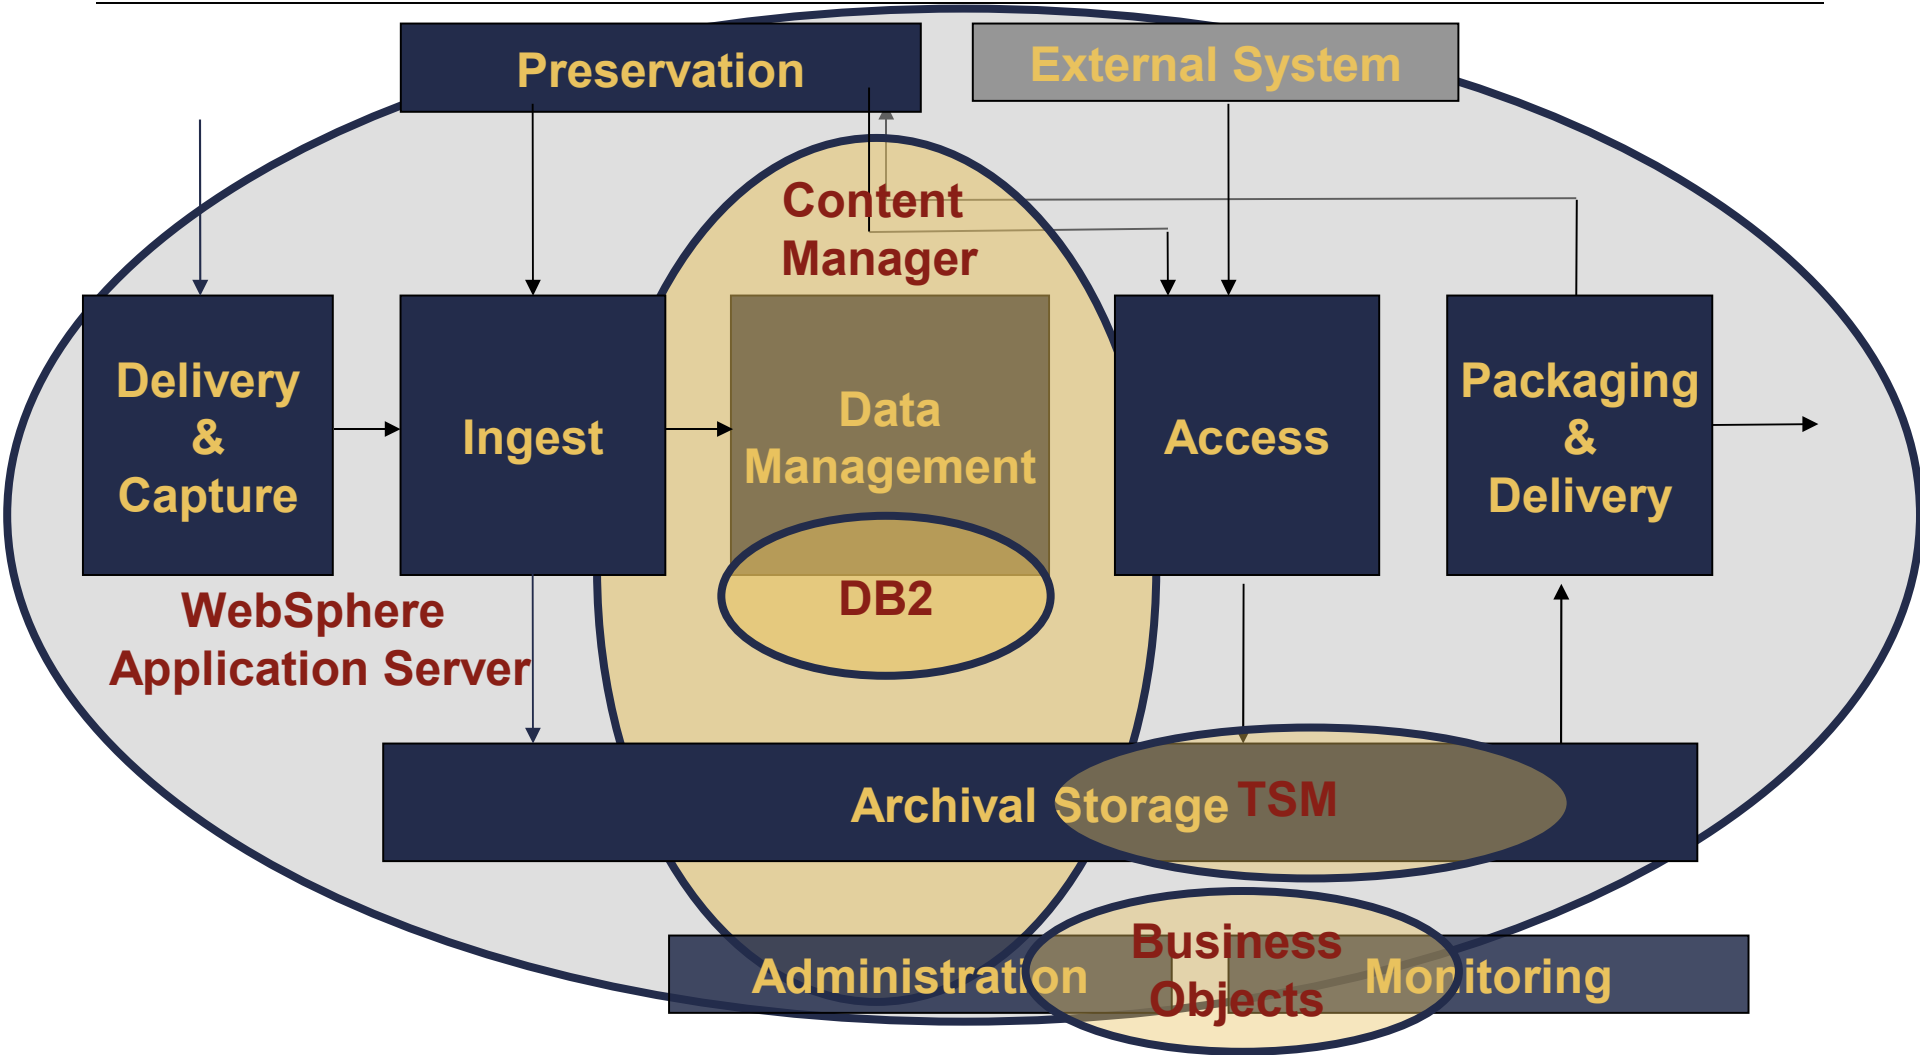 Preservation
External System
Content
Manager
Delivery
&
Capture
Ingest
Data
Management
Access
Packaging
&
Delivery
DB2
WebSphere
Application Server
Archival Storage
TSM
Administration
Business
Objects
Monitoring